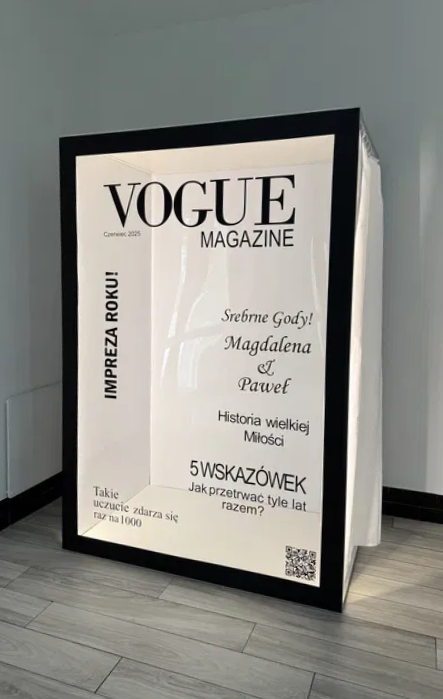 VOGUE
Czerwiec 2025
MAGAZINE
IMPREZA ROKU!
Srebrne Gody!
Magdalena
&
Paweł
Historia wielkiej
Miłości
5 WSKAZÓWEK
Jak przetrwać tyle lat
razem?
Takie
uczucie zdarza się
raz na 1000